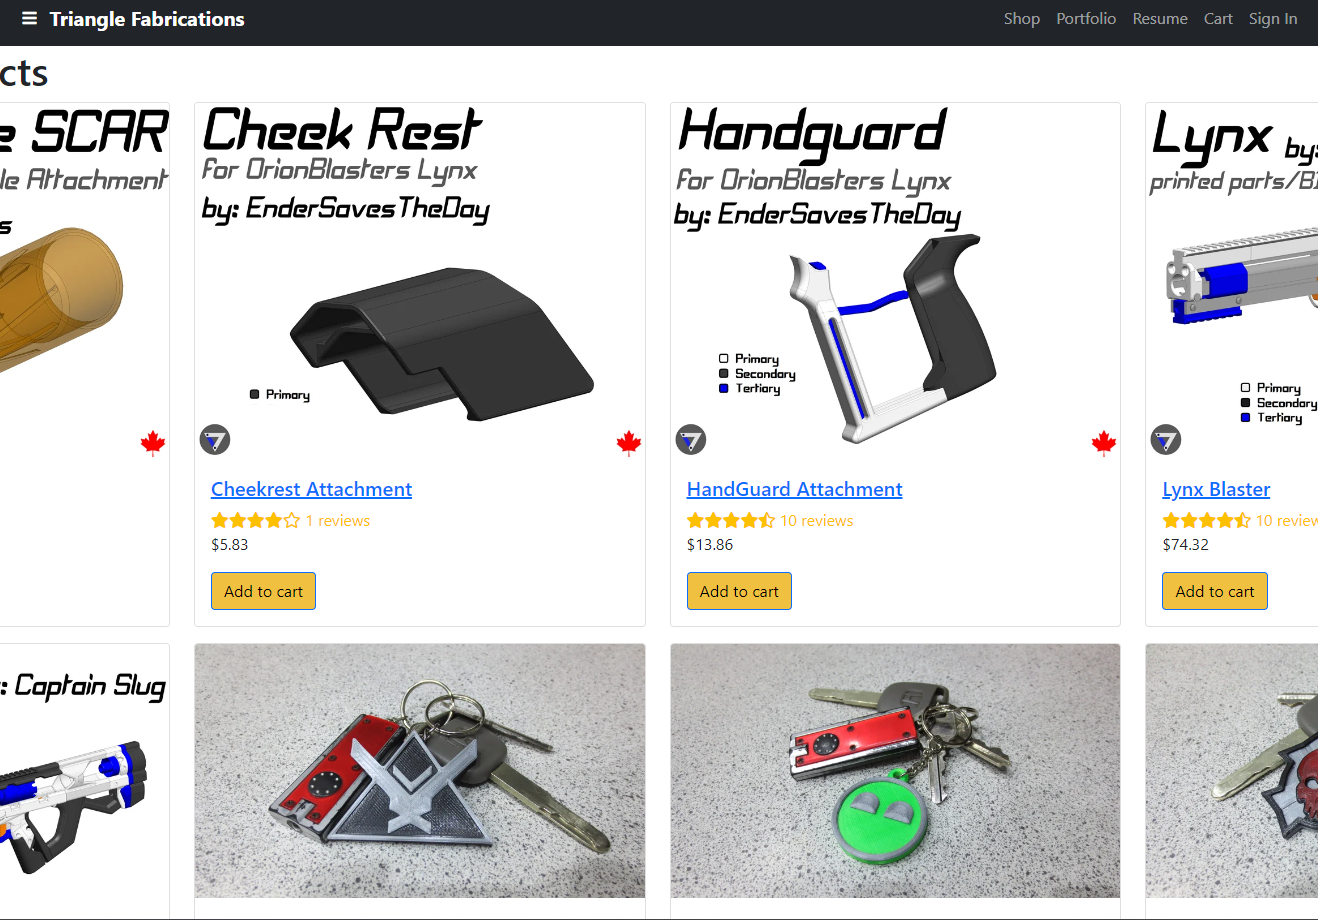 Triangle Fabrications
Shop Portfolio Resume Cart Sign In
cts
e SCAR
le Attachment
s
Cheek Rest
for OrionBlasters Lynx
by: EnderSavesTheDay
Primary
Cheekrest Attachment
1 reviews
$5.83
Add to cart
Handguard
for OrionBlasters Lynx
by: EnderSavesTheDay
Primary
Secondary
Tertiary
HandGuard Attachment
10 reviews
$13.86
Add to cart
Lynx by:
printed parts/B
Primary
Secondary
Tertiary
Lynx Blaster
10 review
$74.32
Add to cart
: Captain Slug